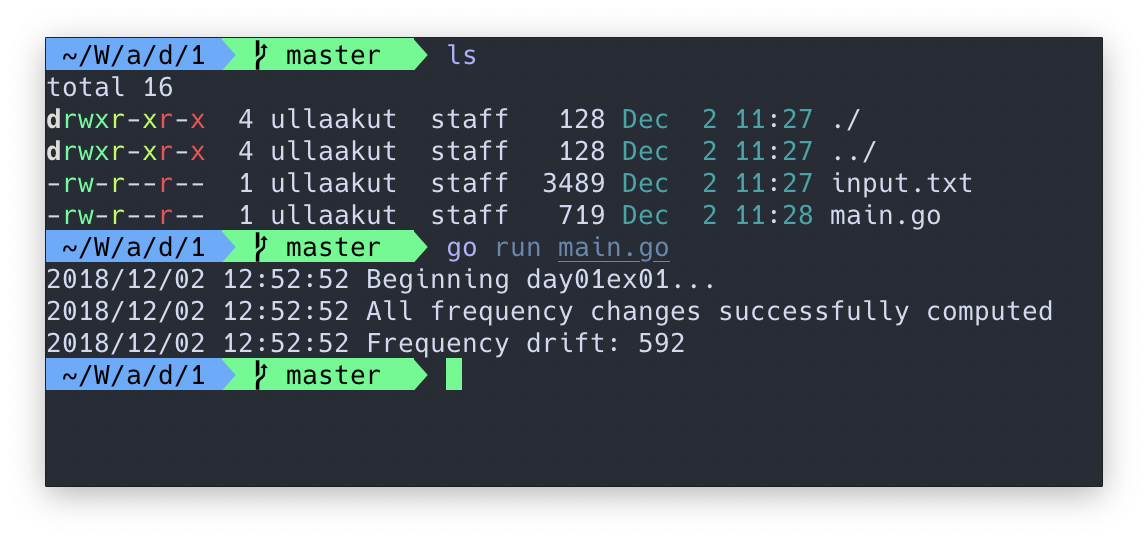 ~/W/a/d/1 master ls
total 16
drwxr-xr-x 4 ullaakut staff 128 Dec 2 11:27 ./
drwxr-xr-x 4 ullaakut staff 128 Dec 2 11:27 ../
-rw-r--r-- 1 ullaakut staff 3489 Dec 2 11:27 input.txt
-rw-r--r-- 1 ullaakut staff 719 Dec 2 11:28 main.go
~/W/a/d/1 master go run main.go
2018/12/02 12:52:52 Beginning day01ex01...
2018/12/02 12:52:52 All frequency changes successfully computed
2018/12/02 12:52:52 Frequency drift: 592
~/W/a/d/1 master